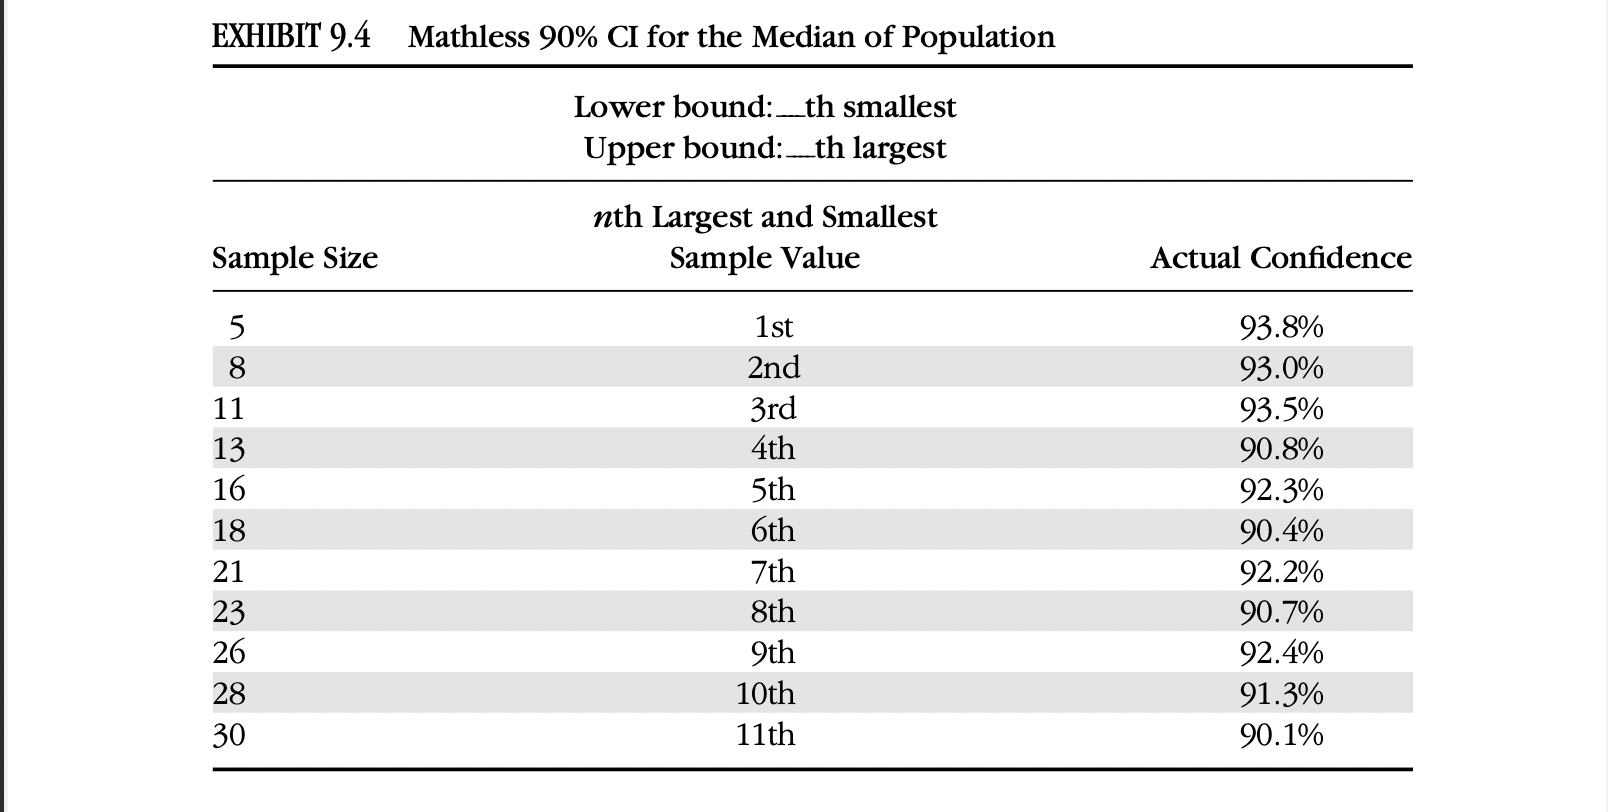 EXHIBIT 9.4 Mathless 90% CI for the Median of Population
Lower bound:__th smallest
Upper bound:__th largest
nth Largest and Smallest
Sample Size Sample Value Actual Confidence
5 1st 93.8%
8 2nd 93.0%
11 3rd 93.5%
13 4th 90.8%
16 5th 92.3%
18 6th 90.4%
21 7th 92.2%
23 8th 90.7%
26 9th 92.4%
28 10th 91.3%
30 11th 90.1%